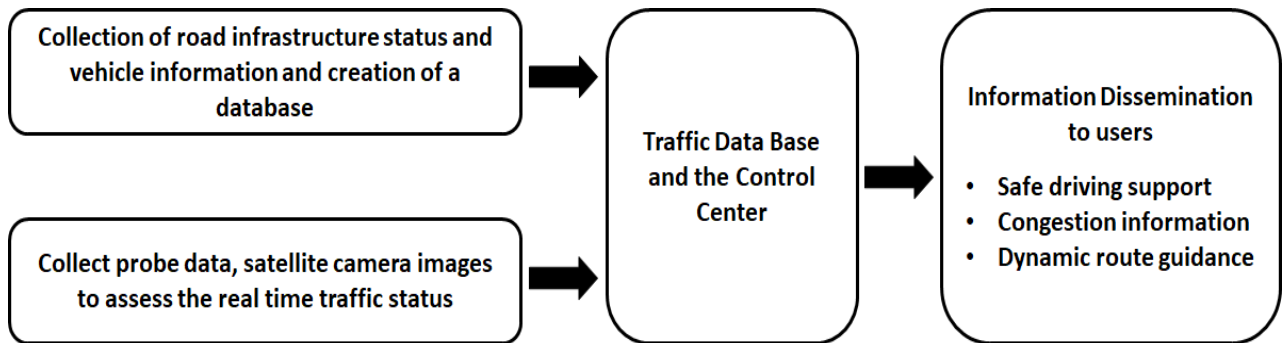 Collection of road infrastructure status and
vehicle information and creation of a
database
Collect probe data, satellite camera images
to assess the real time traffic status
Traffic Data Base
and the Control
Center
Information Dissemination
to users
• Safe driving support
• Congestion information
• Dynamic route guidance